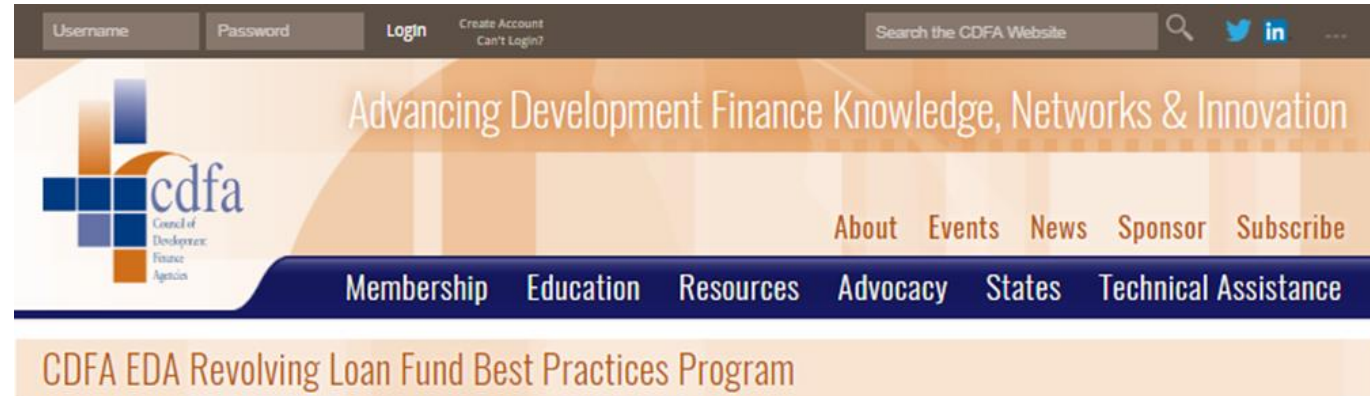 Username Password Login Create Account
Can't Login?
Search the CDFA Website
in ...
Advancing Development Finance Knowledge, Networks & Innovation
cdfa
Council of
Development
Finance
Agencies
About Events News Sponsor Subscribe
Membership Education Resources Advocacy States Technical Assistance
CDFA EDA Revolving Loan Fund Best Practices Program